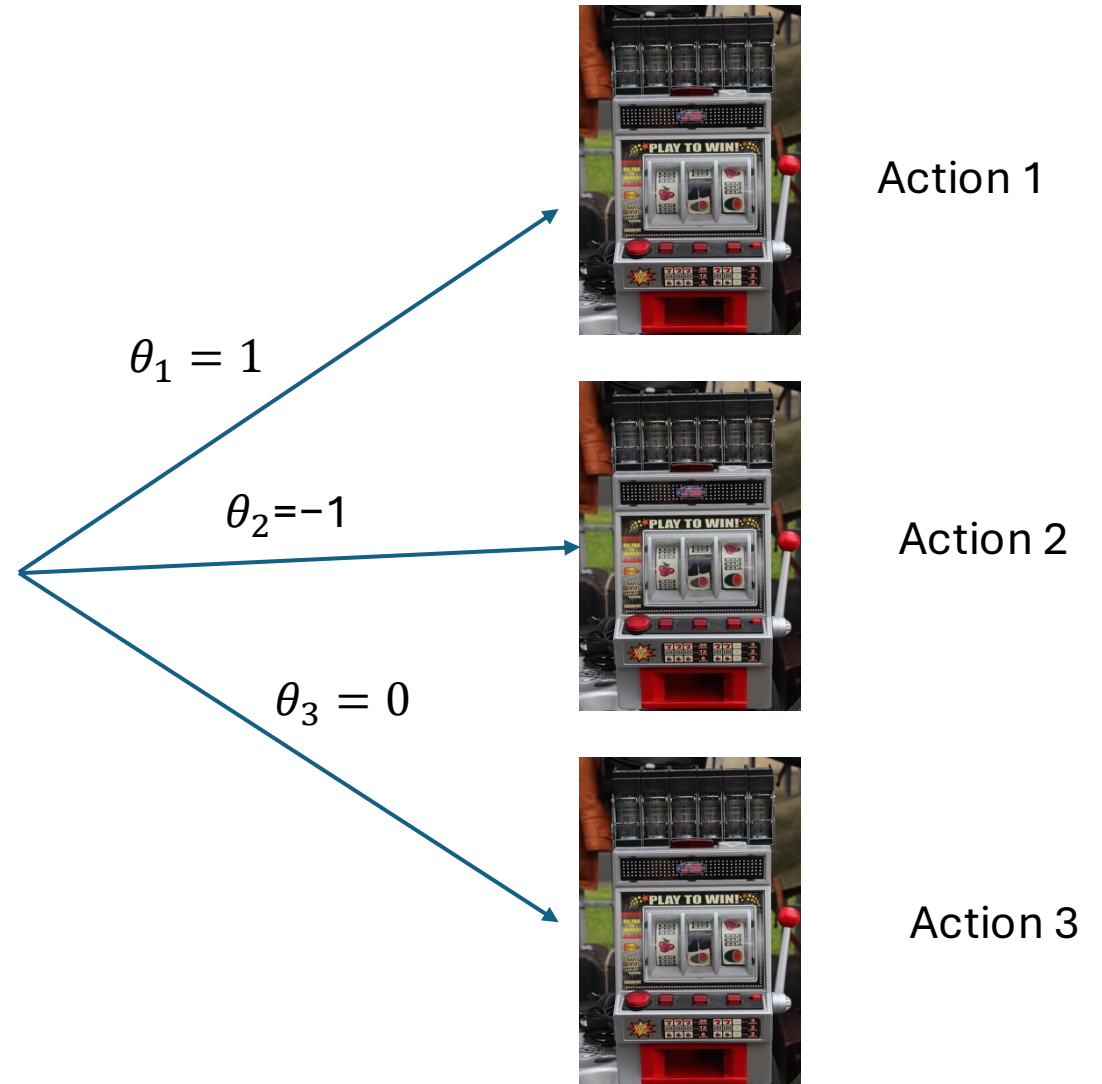 PLAY TO WIN!
Action 1
θ₁ = 1
θ₂=−1
PLAY TO WIN!
Action 2
θ₃ = 0
PLAY TO WIN!
Action 3